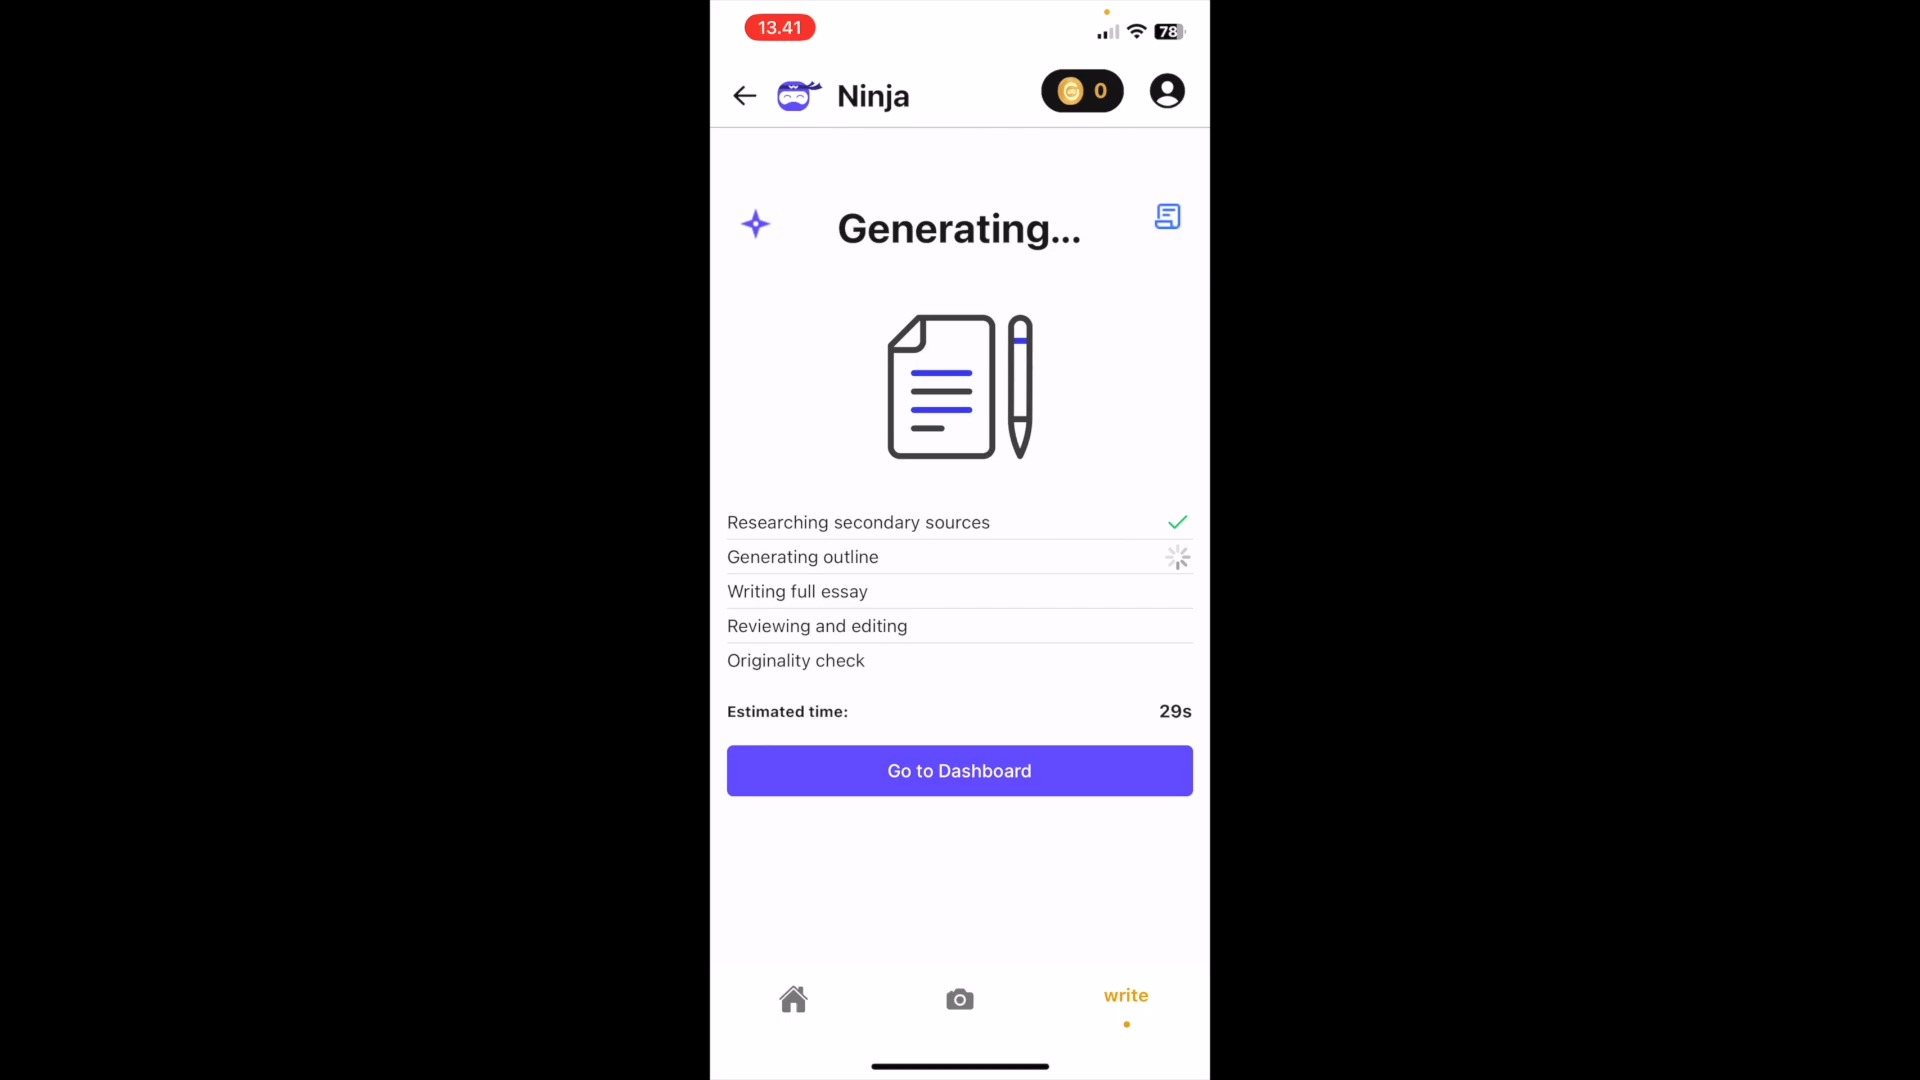 13.41
78
Ninja
0
Generating...
Researching secondary sources
Generating outline
Writing full essay
Reviewing and editing
Originality check
Estimated time: 29s
Go to Dashboard
write